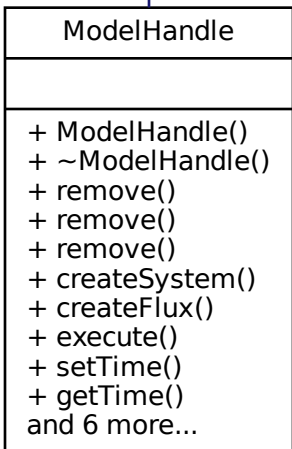 ModelHandle
+ ModelHandle()
+ ~ModelHandle()
+ remove()
+ remove()
+ remove()
+ createSystem()
+ createFlux()
+ execute()
+ setTime()
+ getTime()
and 6 more...